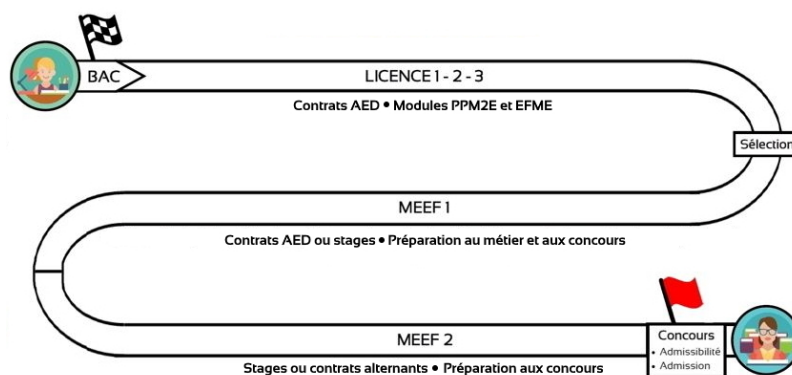 BAC
LICENCE 1 - 2 - 3
Contrats AED • Modules PPM2E et EFME
Sélection
MEEF 1
Contrats AED ou stages • Préparation au métier et aux concours
MEEF 2
Stages ou contrats alternants • Préparation aux concours
Concours
• Admissibilité
• Admission